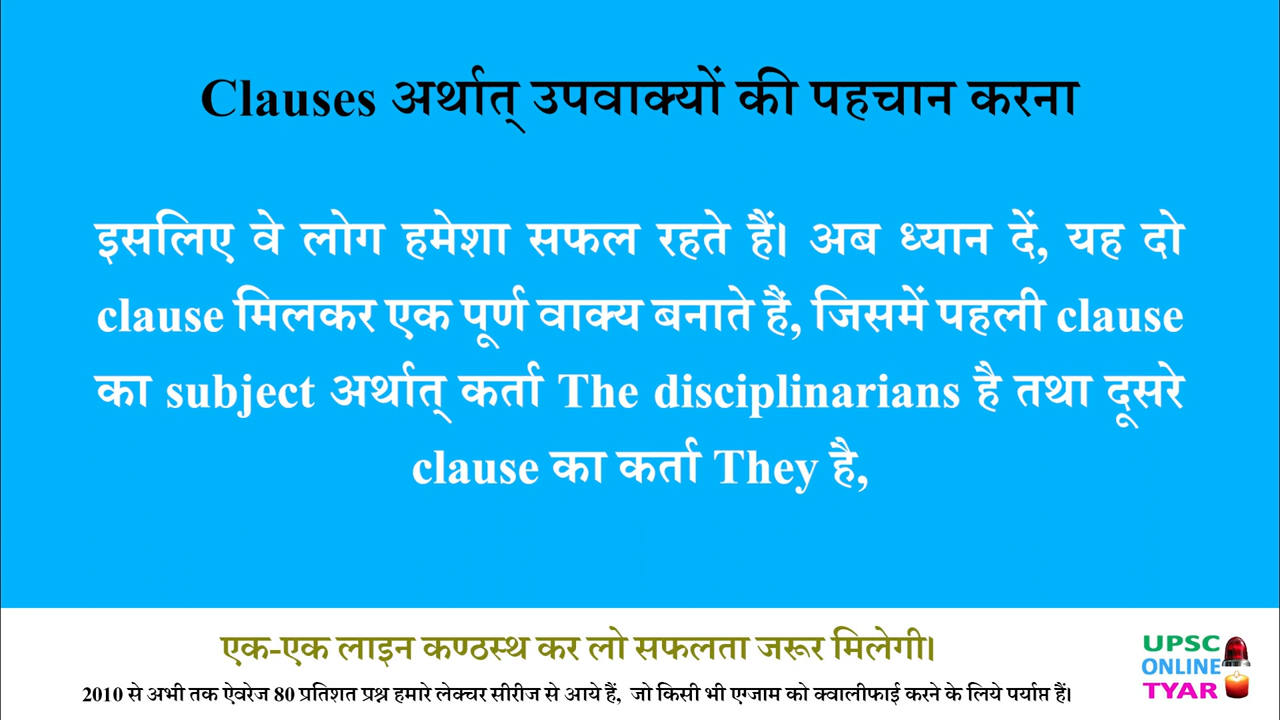 Clauses अर्थात् उपवाक्यों की पहचान करना
इसलिए वे लोग हमेशा सफल रहते हैं। अब ध्यान दें, यह दो
clause मिलकर एक पूर्ण वाक्य बनाते हैं, जिसमें पहली clause
का subject अर्थात् कर्ता The disciplinarians है तथा दूसरे
clause का कर्ता They है,
एक-एक लाइन कण्ठस्थ कर लो सफलता जरूर मिलेगी।
2010 से अभी तक ऐवरेज 80 प्रतिशत प्रश्न हमारे लेक्चर सीरीज से आये हैं, जो किसी भी एग्जाम को क्वालीफाई करने के लिये पर्याप्त हैं।
UPSC
ONLINE
TYAR